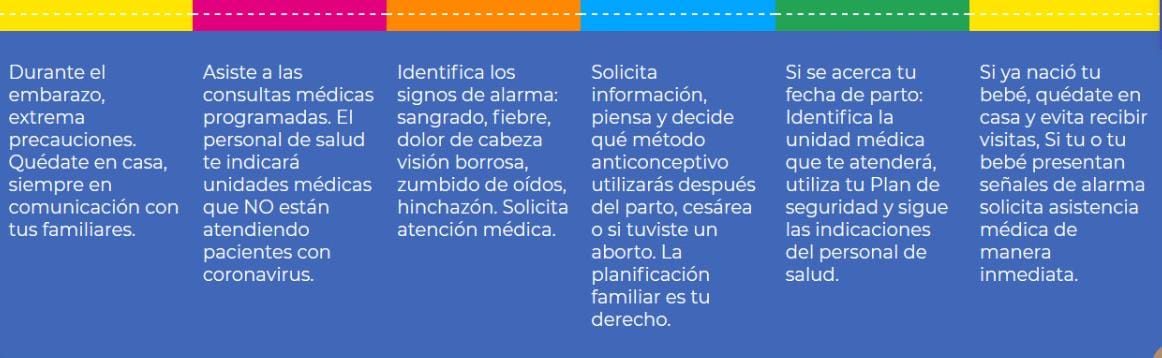 Durante el
embarazo,
extrema
precauciones.
Quédate en casa,
siempre en
comunicación con
tus familiares.
Asiste a las
consultas médicas
programadas. El
personal de salud
te indicará
unidades médicas
que NO están
atendiendo
pacientes con
coronavirus.
Identifica los
signos de alarma:
sangrado, fiebre,
dolor de cabeza
visión borrosa,
zumbido de oídos,
hinchazón. Solicita
atención médica.
Solicita
información,
piensa y decide
qué método
anticonceptivo
utilizarás después
del parto, cesárea
o si tuviste un
aborto. La
planificación
familiar es tu
derecho.
Si se acerca tu
fecha de parto:
Identifica la
unidad médica
que te atenderá,
utiliza tu Plan de
seguridad y sigue
las indicaciones
del personal de
salud.
Si ya nació tu
bebé, quédate en
casa y evita recibir
visitas, Si tu o tu
bebé presentan
señales de alarma
solicita asistencia
médica de
manera
inmediata.